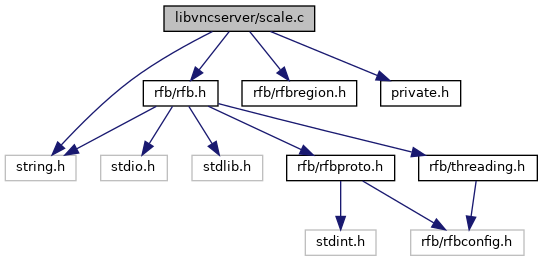 libvncserver/scale.c
rfb/rfb.h
rfb/rfbregion.h
private.h
string.h
stdio.h
stdlib.h
rfb/rfbproto.h
rfb/threading.h
stdint.h
rfb/rfbconfig.h